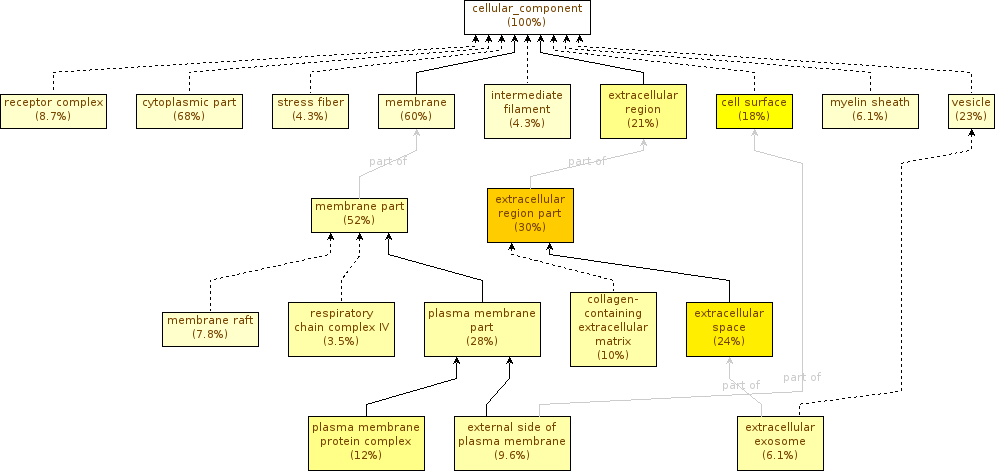 cellular_component
(100%)
receptor complex
(8.7%)
cytoplasmic part
(68%)
stress fiber
(4.3%)
membrane
(60%)
intermediate
filament
(4.3%)
extracellular
region
(21%)
cell surface
(18%)
myelin sheath
(6.1%)
vesicle
(23%)
part of
part of
membrane part
(52%)
extracellular
region part
(30%)
membrane raft
(7.8%)
respiratory
chain complex IV
(3.5%)
plasma membrane
part
(28%)
collagen-
containing
extracellular
matrix
(10%)
extracellular
space
(24%)
part of
part of
plasma membrane
protein complex
(12%)
external side of
plasma membrane
(9.6%)
extracellular
exosome
(6.1%)